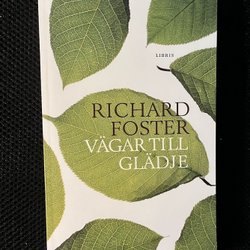 LIBRIS
RICHARD
FOSTER
VÄGAR TILL
GLÄDJE